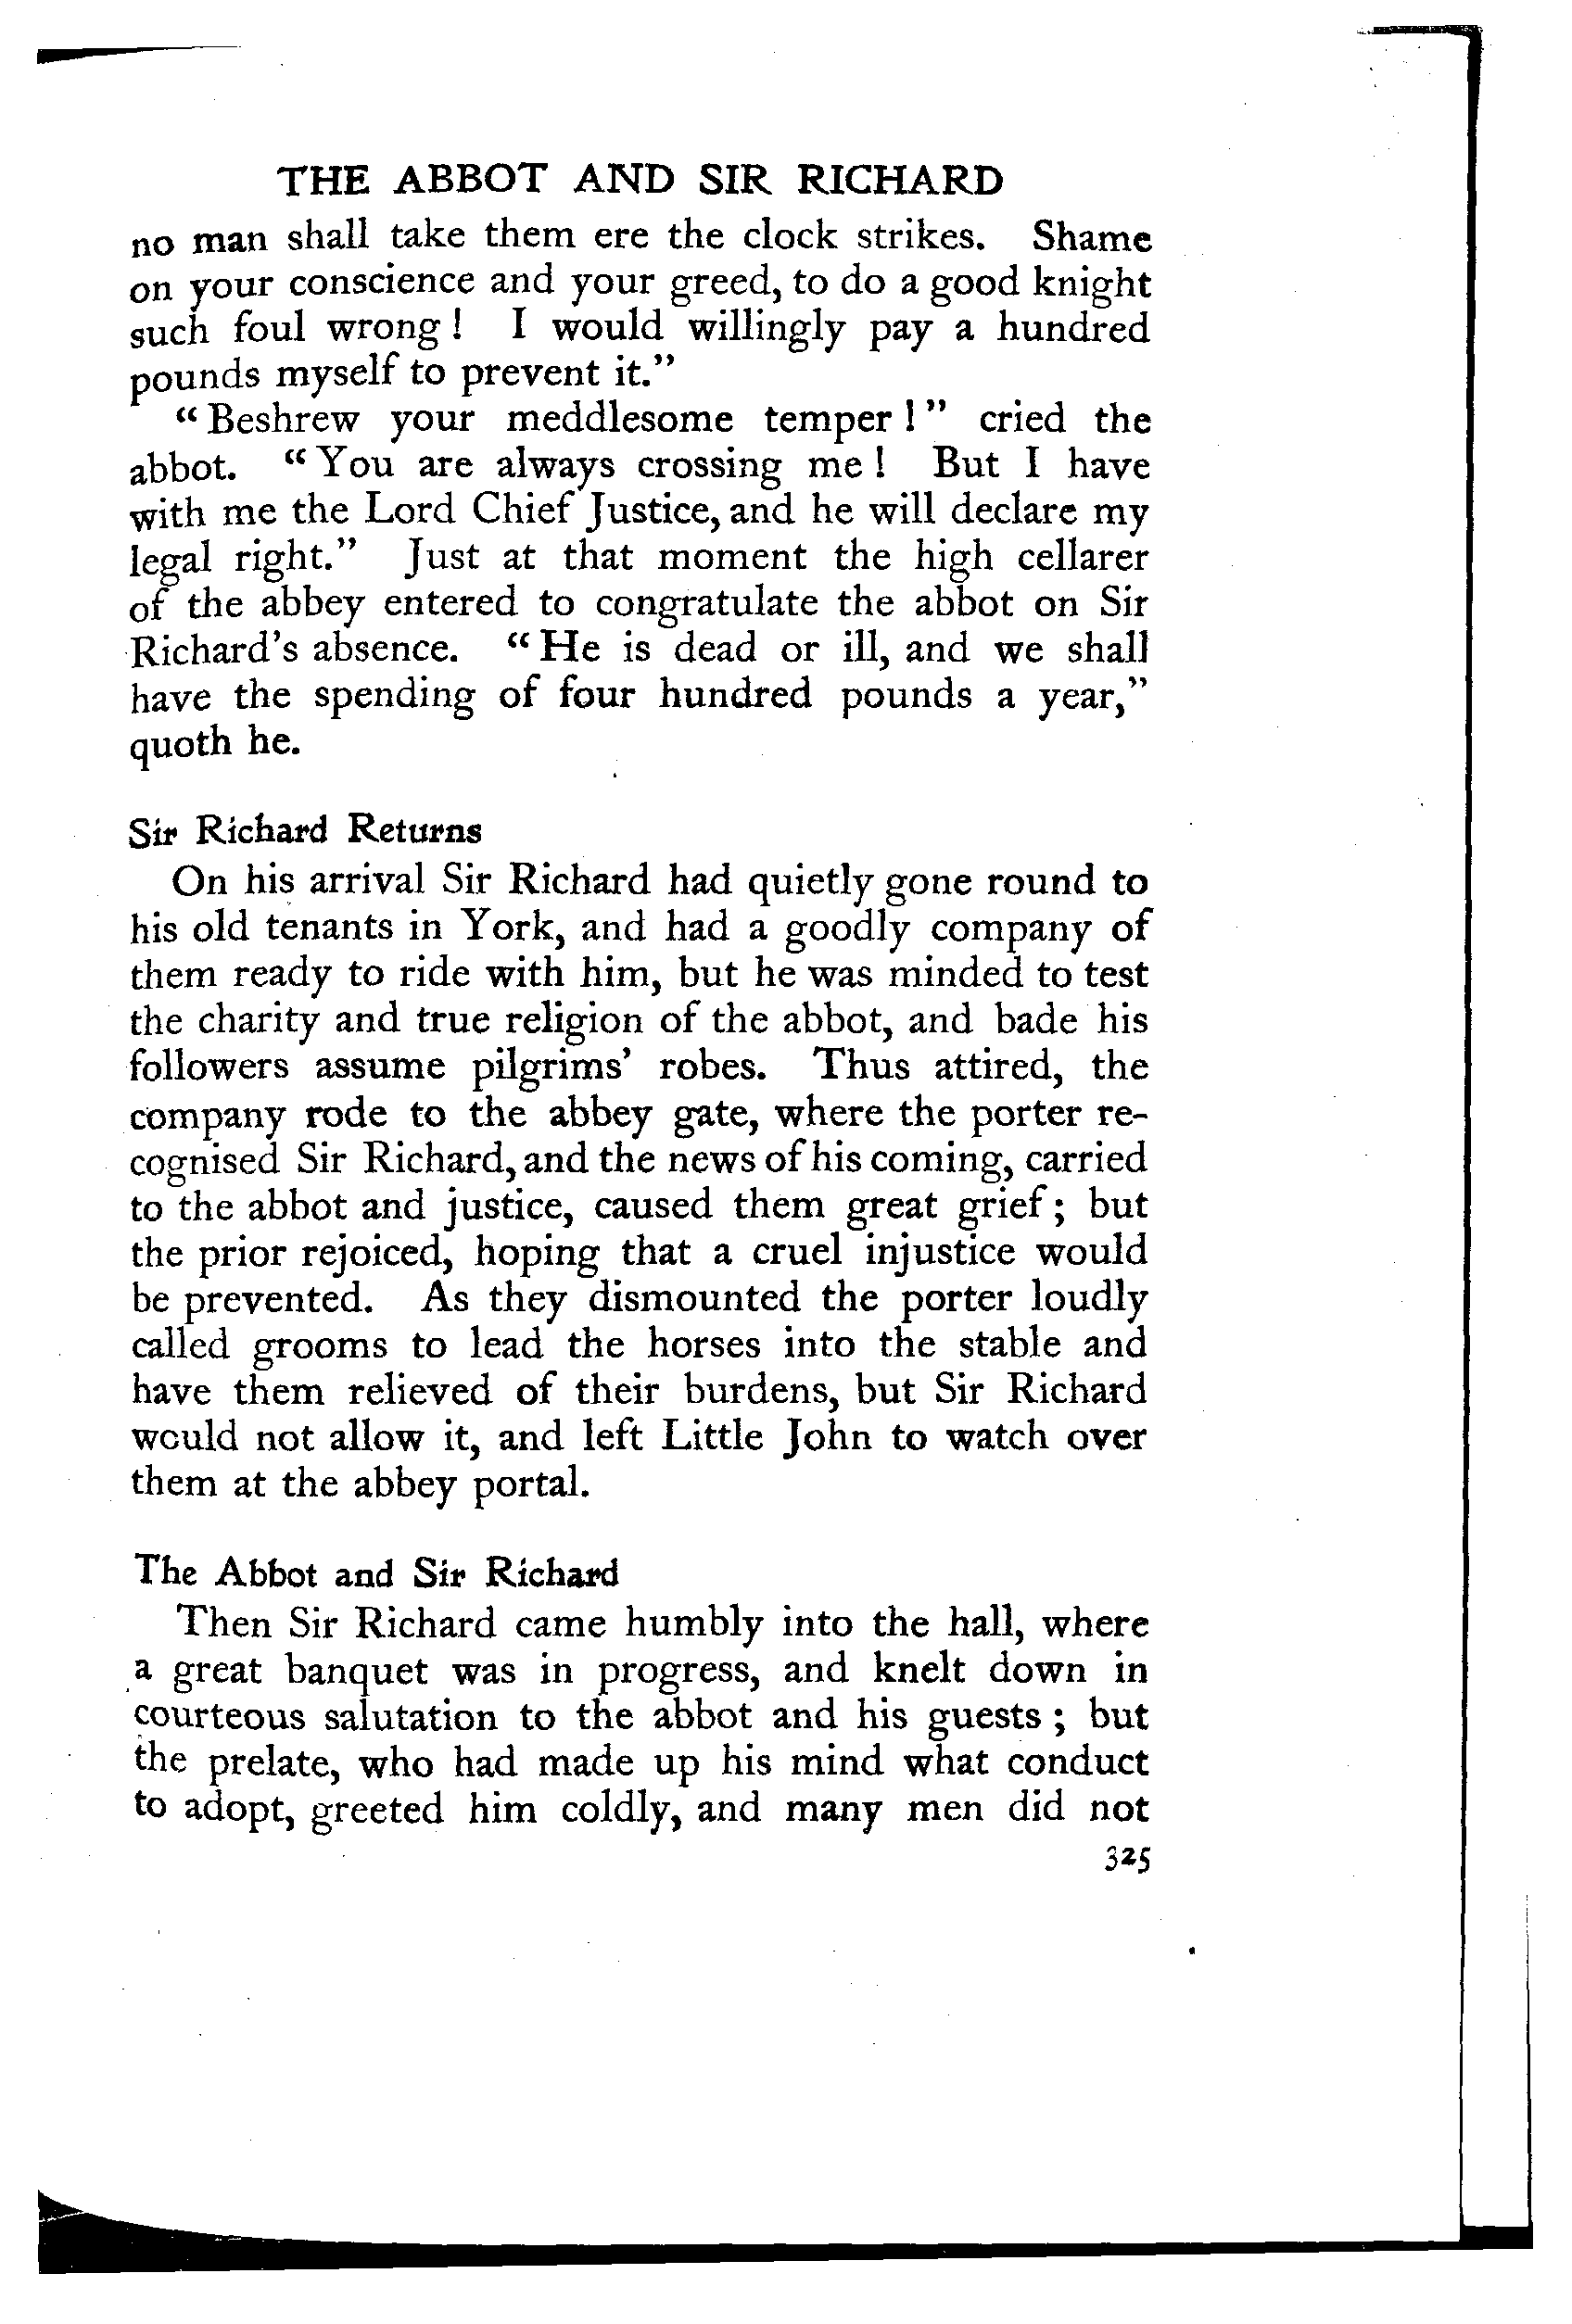 THE ABBOT AND SIR RICHARD
no man shall take them ere the clock strikes. Shame
on your conscience and your greed, to do a good knight
such foul wrong ! I would willingly pay a hundred
pounds myself to prevent it."
" Beshrew your meddlesome temper ! " cried the
abbot. " You are always crossing me ! But I have
with me the Lord Chief Justice, and he will declare my
legal right." Just at that moment the high cellarer
of the abbey entered to congratulate the abbot on Sir
Richard's absence. " He is dead or ill, and we shall
have the spending of four hundred pounds a year,"
quoth he.
Sir Richard Returns
On his arrival Sir Richard had quietly gone round to
his old tenants in York, and had a goodly company of
them ready to ride with him, but he was minded to test
the charity and true religion of the abbot, and bade his
followers assume pilgrims' robes. Thus attired, the
company rode to the abbey gate, where the porter re-
cognised Sir Richard, and the news of his coming, carried
to the abbot and justice, caused them great grief ; but
the prior rejoiced, hoping that a cruel injustice would
be prevented. As they dismounted the porter loudly
called grooms to lead the horses into the stable and
have them relieved of their burdens, but Sir Richard
would not allow it, and left Little John to watch over
them at the abbey portal.
The Abbot and Sir Richard
Then Sir Richard came humbly into the hall, where
a great banquet was in progress, and knelt down in
courteous salutation to the abbot and his guests ; but
the prelate, who had made up his mind what conduct
to adopt, greeted him coldly, and many men did not
325